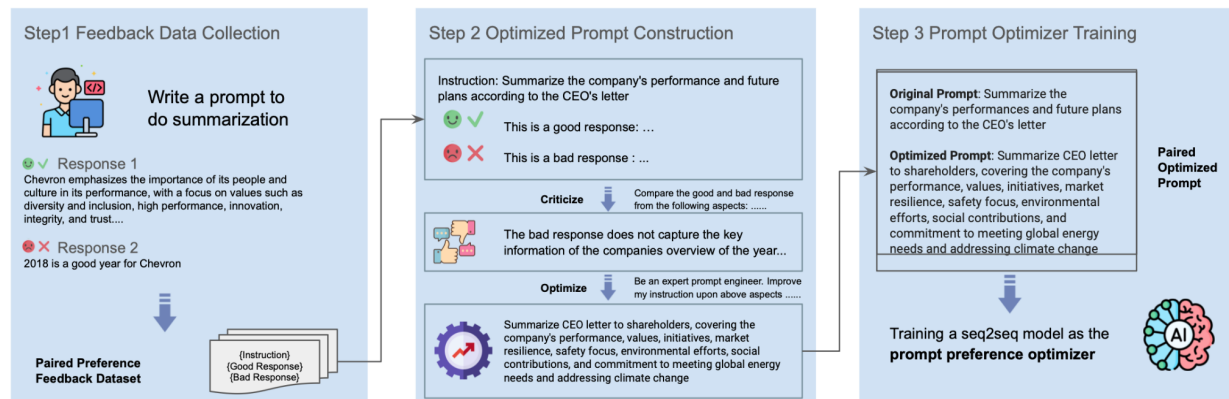 Step1 Feedback Data Collection
Write a prompt to
do summarization
Response 1
Chevron emphasizes the importance of its people and
culture in its performance, with a focus on values such as
diversity and inclusion, high performance, innovation,
integrity, and trust....
Response 2
2018 is a good year for Chevron
Paired Preference
Feedback Dataset
{Instruction}
{Good Response}
{Bad Response}
Step 2 Optimized Prompt Construction
Instruction: Summarize the company's performance and future
plans according to the CEO's letter
This is a good response: ...
This is a bad response : ...
Criticize
Compare the good and bad response
from the following aspects: ......
The bad response does not capture the key
information of the companies overview of the year...
Optimize
Be an expert prompt engineer. Improve
my instruction upon above aspects ......
Summarize CEO letter to shareholders, covering the
company's performance, values, initiatives, market
resilience, safety focus, environmental efforts, social
contributions, and commitment to meeting global energy
needs and addressing climate change
Step 3 Prompt Optimizer Training
Original Prompt: Summarize the
company's performances and future plans
according to the CEO's letter
Optimized Prompt: Summarize CEO letter
to shareholders, covering the company's
performance, values, initiatives, market
resilience, safety focus, environmental
efforts, social contributions, and
commitment to meeting global energy
needs and addressing climate change
Paired
Optimized
Prompt
Training a seq2seq model as the
prompt preference optimizer
AI